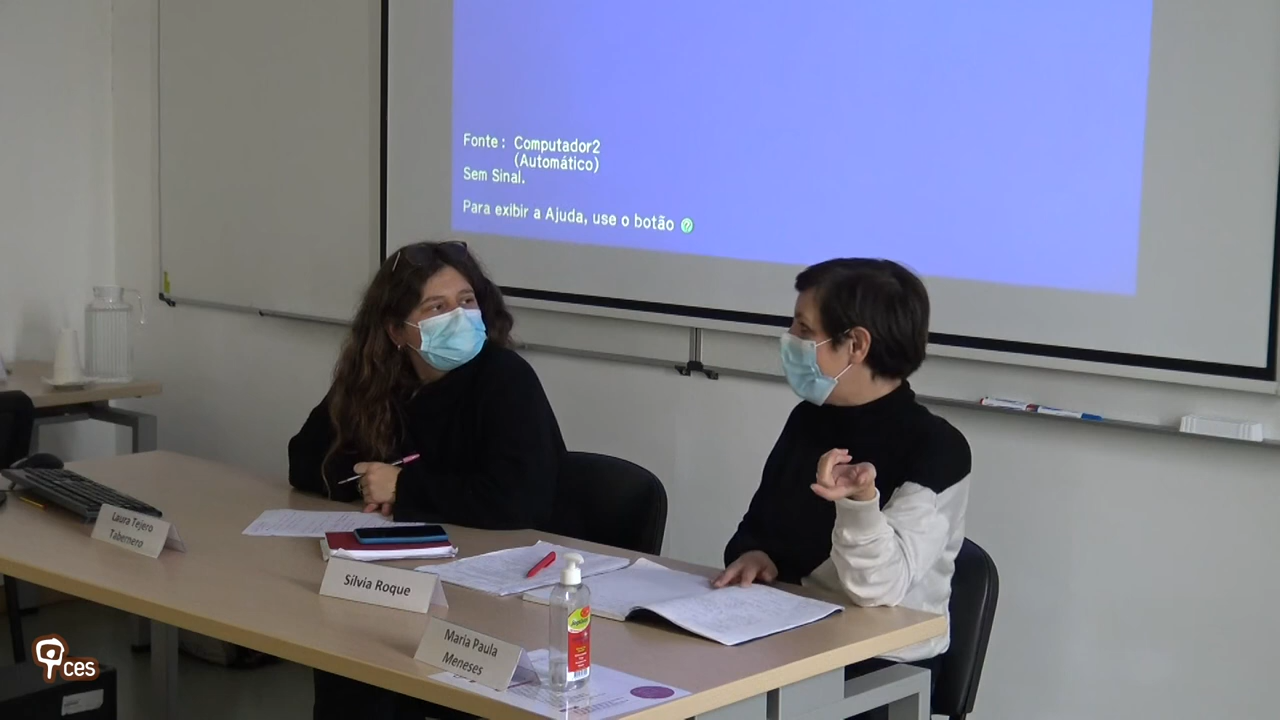 Fonte: Computador2
(Automático)
Sem Sinal.
Para exibir a Ajuda, use o botão ?
Laura Tejero
Tabernero
Sílvia Roque
Maria Paula
Meneses
ces